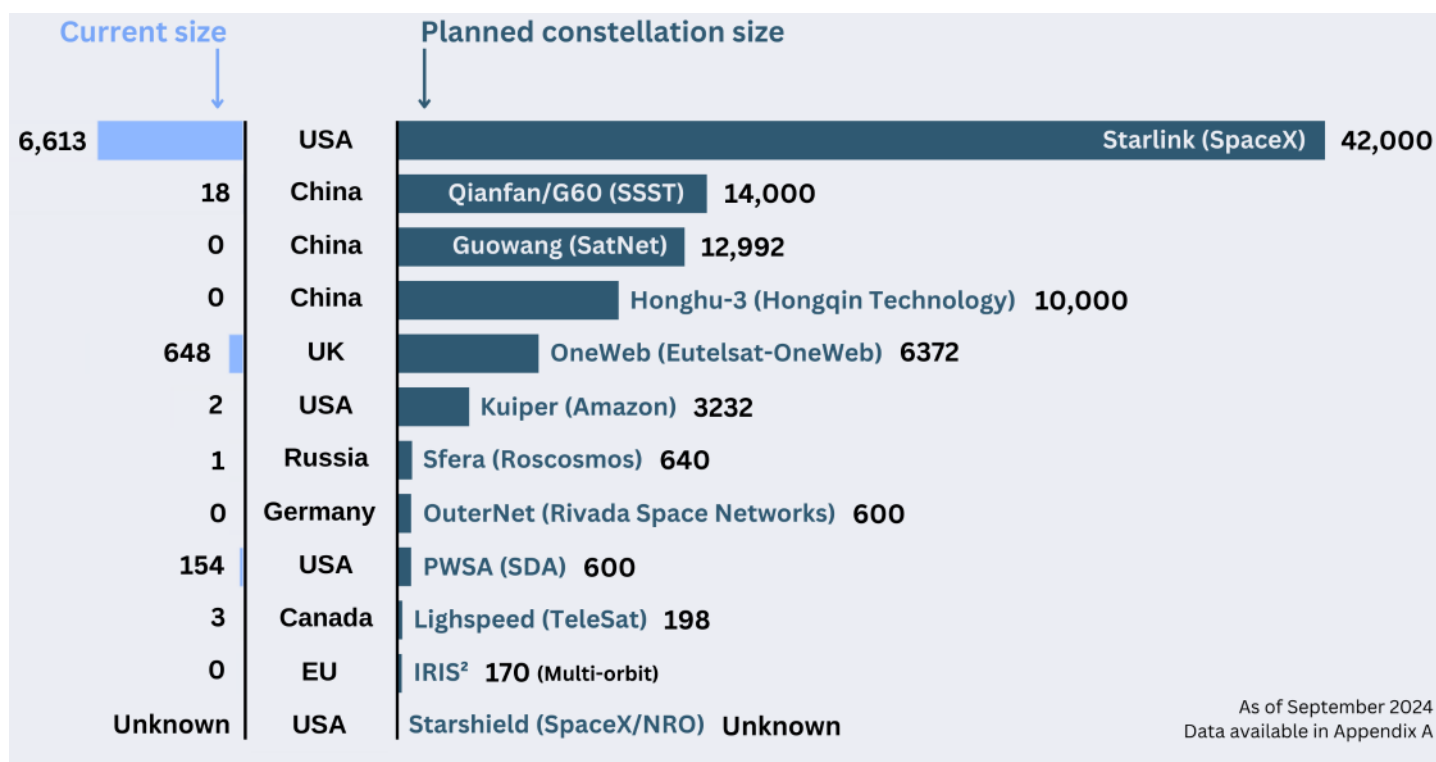 Current size Planned constellation size
6,613 USA Starlink (SpaceX) 42,000
18 China Qianfan/G60 (SSST) 14,000
0 China Guowang (SatNet) 12,992
0 China Honghu-3 (Hongqin Technology) 10,000
648 UK OneWeb (Eutelsat-OneWeb) 6372
2 USA Kuiper (Amazon) 3232
1 Russia Sfera (Roscosmos) 640
0 Germany OuterNet (Rivada Space Networks) 600
154 USA PWSA (SDA) 600
3 Canada Lighspeed (TeleSat) 198
0 EU IRIS² 170 (Multi-orbit)
Unknown USA Starshield (SpaceX/NRO) Unknown
As of September 2024
Data available in Appendix A